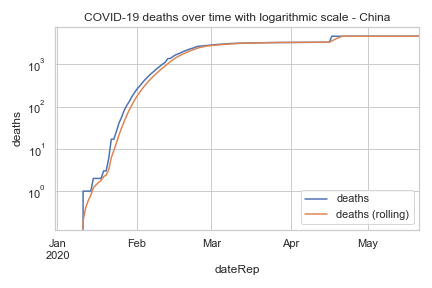 COVID-19 deaths over time with logarithmic scale - China
deaths
10³
10²
10¹
10⁰
deaths
deaths (rolling)
Jan
2020
Feb
Mar
Apr
May
dateRep